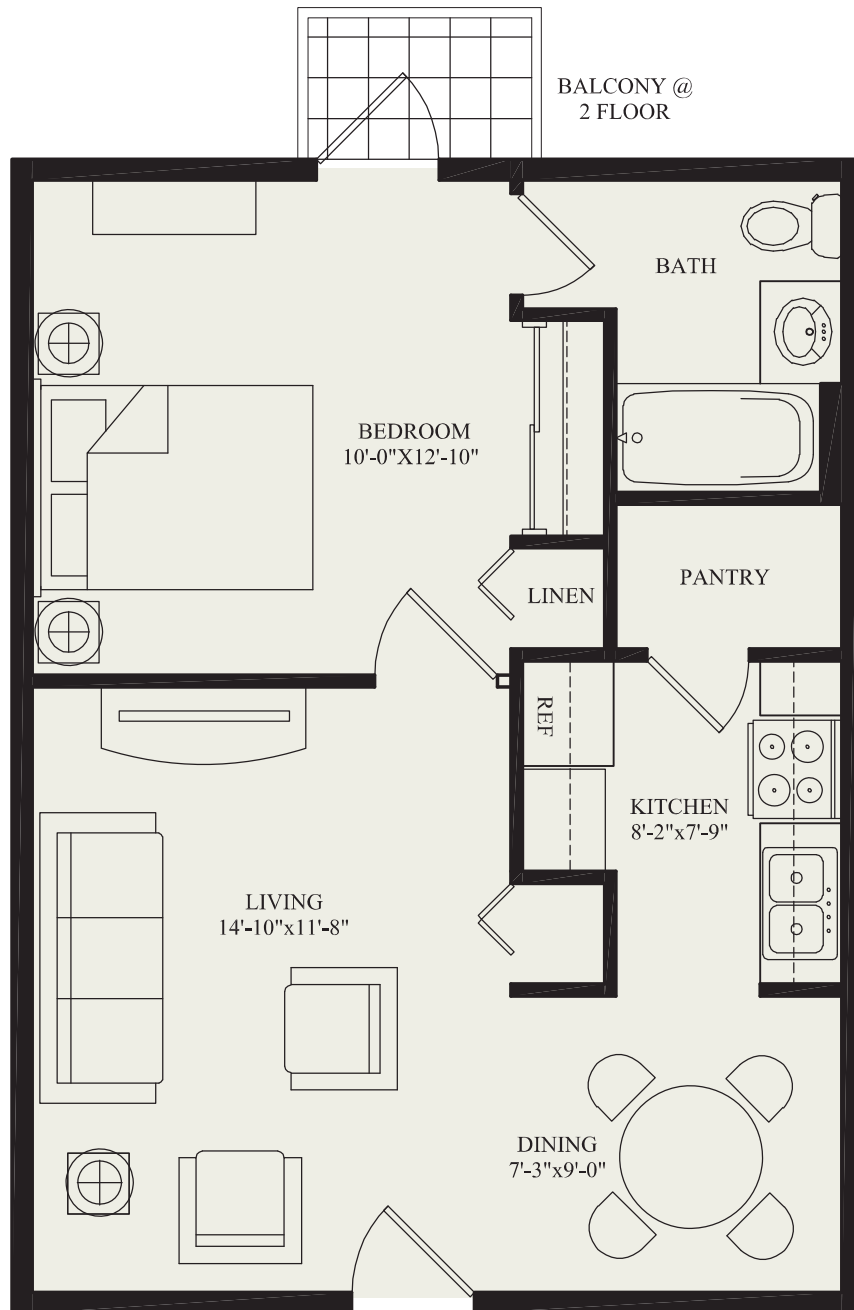 BALCONY @
2 FLOOR
BATH
BEDROOM
10'-0"X12'-10"
LINEN
PANTRY
REF
KITCHEN
8'-2"x7'-9"
LIVING
14'-10"x11'-8"
DINING
7'-3"x9'-0"